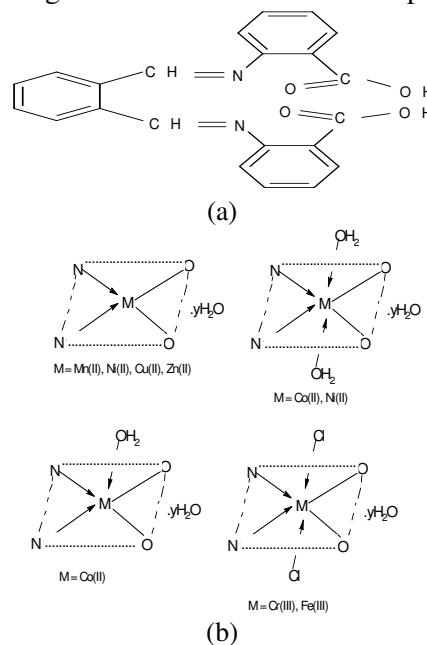 C H N
C
O
O H
O
O H
C
C H N
(a)
OH2
N O N O
M M
.yH2O .yH2O
N O N O
M = Mn(II), Ni(II), Cu(II), Zn(II) OH2
M = Co(II), Ni(II)
OH2 Cl
N O N O
M M
.yH2O .yH2O
N O N O
Cl
M = Co(II)
M = Cr(III), Fe(III)
(b)